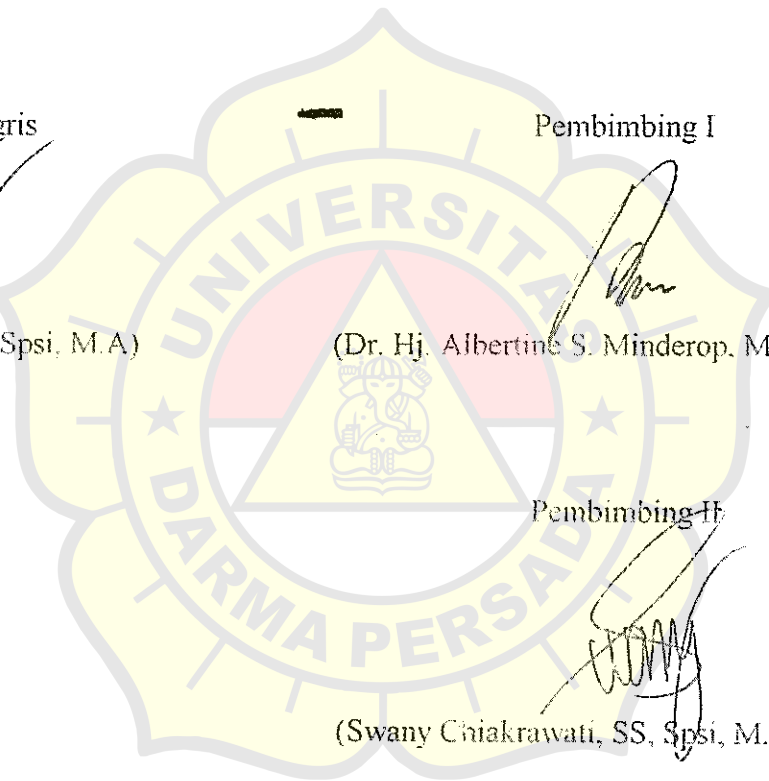 gris
Pembimbing I
Spsi, M.A)
(Dr. Hj. Albertine S. Minderop, M
UNIVERSITAS
DARMA PERSADA
Pembimbing II
(Swany Chiakrawati, SS, Spsi, M.